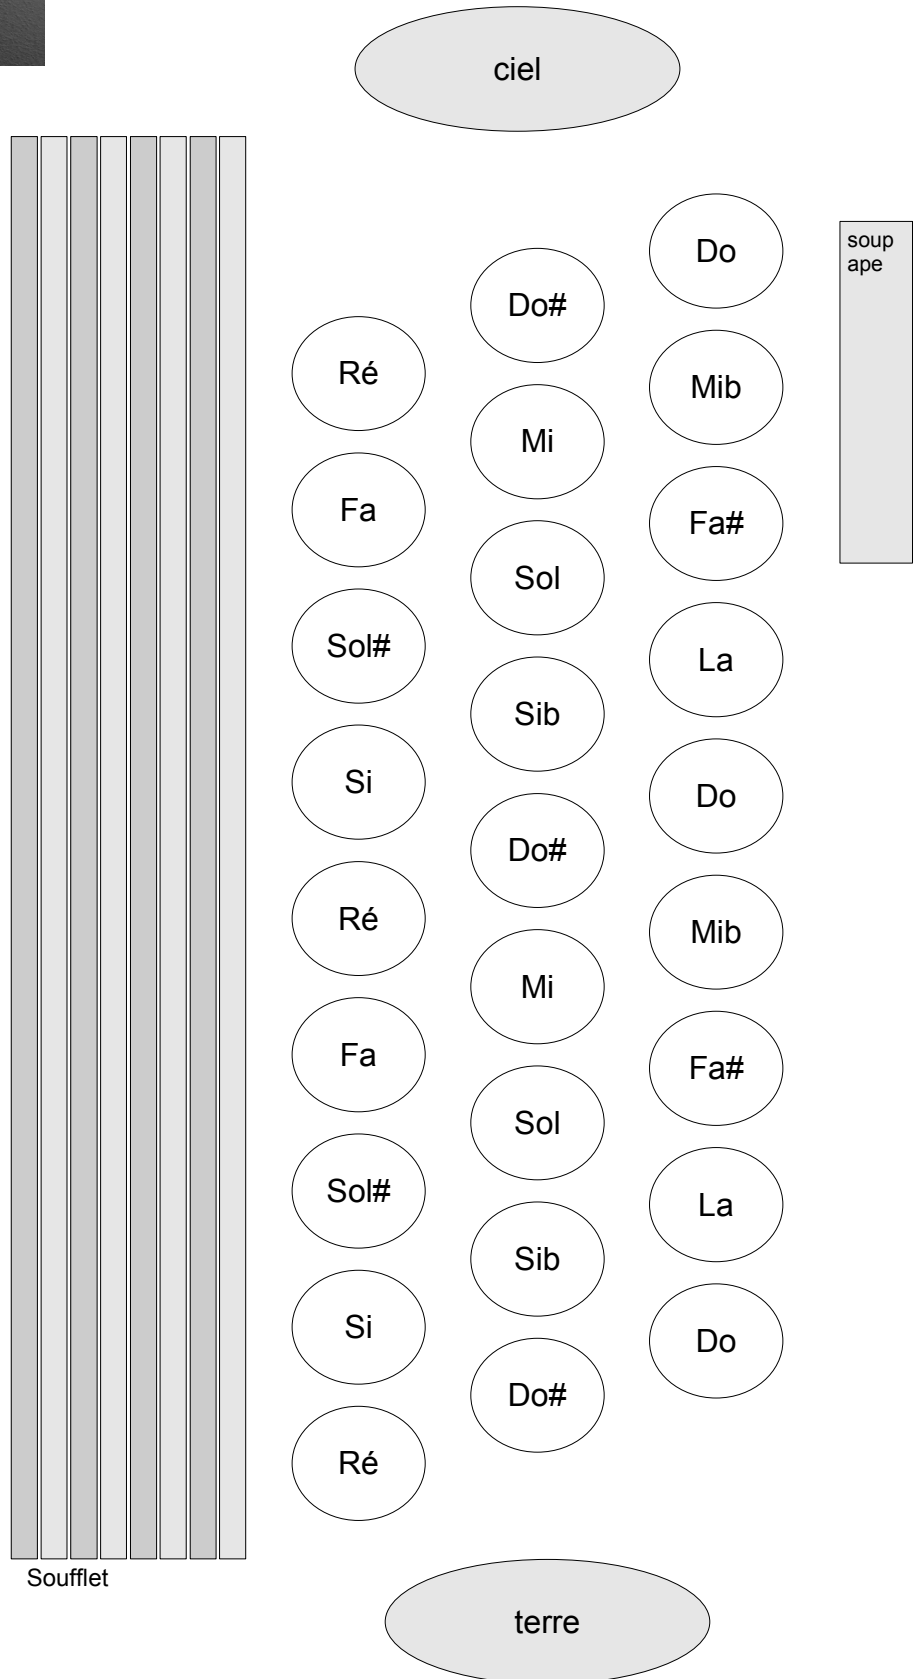 ciel
Do
soup
ape
Do#
Ré
Mib
Mi
Fa
Fa#
Sol
Sol#
La
Sib
Si
Do
Do#
Ré
Mib
Mi
Fa
Fa#
Sol
Sol#
La
Sib
Si
Do
Do#
Ré
Soufflet
terre